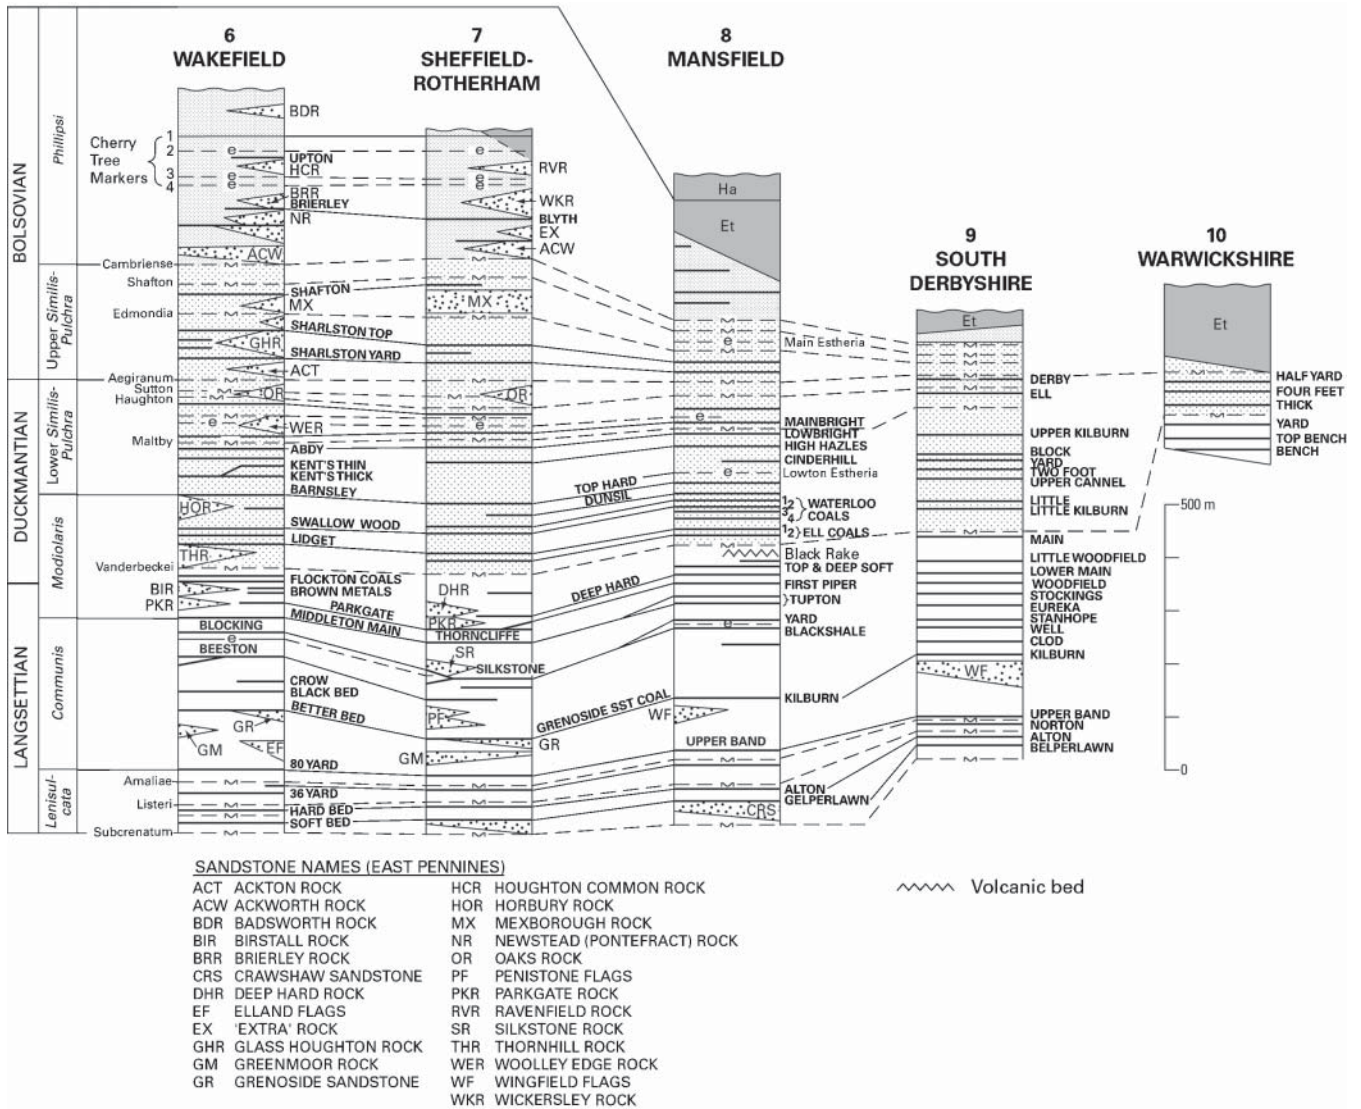 6
WAKEFIELD
7
SHEFFIELD-
ROTHERHAM
8
MANSFIELD
9
SOUTH
DERBYSHIRE
10
WARWICKSHIRE
BOLSOVIAN
DUCKMANTIAN
LANGSETTIAN
Phillipsi
Upper Similis-
Pulchra
Lower Similis-
Pulchra
Modiolaris
Communis
Lenisul-
cata
Cherry
Tree
Markers
1
2
3
4
Cambriense
Shafton
Edmondia
Aegiranum
Sutton
Haughton
Maltby
Vanderbeckei
Amaliae
Listeri
Subcrenatum
BDR
e
UPTON
HCR
e
e
BRR
BRIERLEY
NR
ACW
SHAFTON
MX
SHARLSTON TOP
GHR
SHARLSTON YARD
ACT
OR
e
WER
ABDY
KENT'S THIN
KENT'S THICK
BARNSLEY
HOR
SWALLOW WOOD
LIDGET
THR
FLOCKTON COALS
BROWN METALS
BIR
PKR
PARKGATE
MIDDLETON MAIN
BLOCKING
e
BEESTON
CROW
BLACK BED
BETTER BED
GR
GM
EF
80 YARD
36 YARD
HARD BED
SOFT BED
e
RVR
e
e
WKR
BLYTH
EX
ACW
MX
OR
e
DHR
PKR
THORNCLIFFE
SR
SILKSTONE
PF
GR
GM
TOP HARD
DUNSIL
DEEP HARD
GRENOSIDE SST COAL
Ha
Et
e
Main Estheria
e
MAINBRIGHT
LOWBRIGHT
HIGH HAZLES
CINDERHILL
e
Lowton Estheria
1
2
3
4
WATERLOO
COALS
1
2
ELL COALS
Black Rake
TOP & DEEP SOFT
FIRST PIPER
TUPTON
YARD
e
BLACKSHALE
KILBURN
WF
UPPER BAND
ALTON
GELPERLAWN
CRS
Et
DERBY
ELL
UPPER KILBURN
BLOCK
YARD
TWO FOOT
UPPER CANNEL
LITTLE
LITTLE KILBURN
MAIN
LITTLE WOODFIELD
LOWER MAIN
WOODFIELD
STOCKINGS
EUREKA
STANHOPE
WELL
CLOD
KILBURN
WF
UPPER BAND
NORTON
ALTON
BELPERLAWN
Et
HALF YARD
FOUR FEET
THICK
YARD
TOP BENCH
BENCH
500 m
0
SANDSTONE NAMES (EAST PENNINES)
ACT ACKTON ROCK
ACW ACKWORTH ROCK
BDR BADSWORTH ROCK
BIR BIRSTALL ROCK
BRR BRIERLEY ROCK
CRS CRAWSHAW SANDSTONE
DHR DEEP HARD ROCK
EF ELLAND FLAGS
EX 'EXTRA' ROCK
GHR GLASS HOUGHTON ROCK
GM GREENMOOR ROCK
GR GRENOSIDE SANDSTONE
HCR HOUGHTON COMMON ROCK
HOR HORBURY ROCK
MX MEXBOROUGH ROCK
NR NEWSTEAD (PONTEFRACT) ROCK
OR OAKS ROCK
PF PENISTONE FLAGS
PKR PARKGATE ROCK
RVR RAVENFIELD ROCK
SR SILKSTONE ROCK
THR THORNHILL ROCK
WER WOOLLEY EDGE ROCK
WF WINGFIELD FLAGS
WKR WICKERSLEY ROCK
Volcanic bed